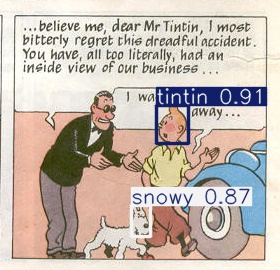 ...believe me, dear Mr Tintin, I most
bitterly regret this dreadful accident.
You have, all too literally, had an
inside view of our business ...
I wa
away...
tintin 0.91
snowy 0.87